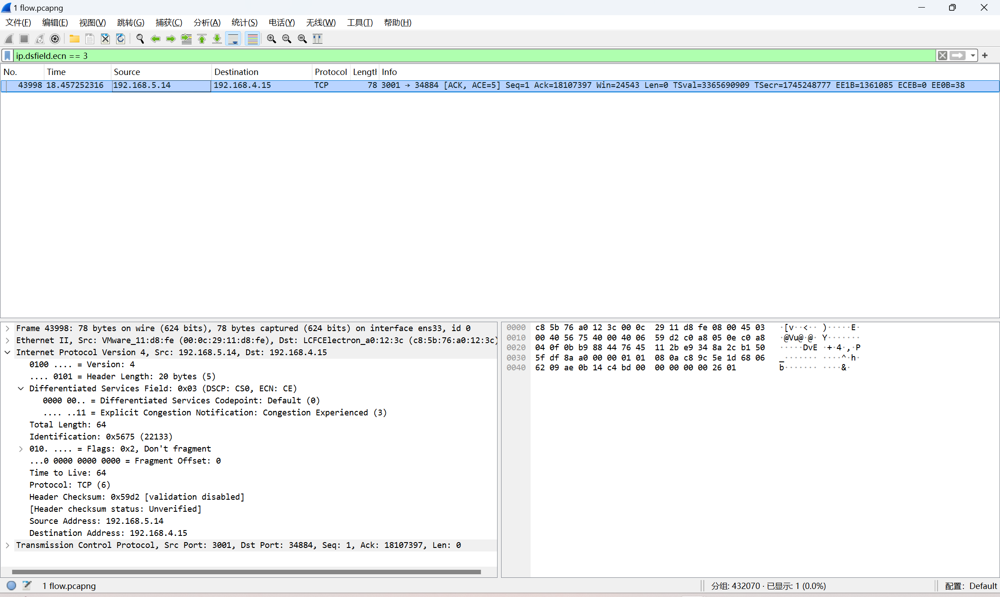 1 flow.pcapng
文件(F) 编辑(E) 视图(V) 跳转(G) 捕获(C) 分析(A) 统计(S) 电话(Y) 无线(W) 工具(T) 帮助(H)
ip.dsfield.ecn == 3
No. Time Source Destination Protocol Lengtl Info
43998 18.457252316 192.168.5.14 192.168.4.15 TCP 78 3001 → 34884 [ACK, ACE=5] Seq=1 Ack=18107397 Win=24543 Len=0 TSval=3365690909 TSecr=1745248777 EE1B=1361085 ECEB=0 EE0B=38
Frame 43998: 78 bytes on wire (624 bits), 78 bytes captured (624 bits) on interface ens33, id 0
Ethernet II, Src: VMware_11:d8:fe (00:0c:29:11:d8:fe), Dst: LCFCElectron_a0:12:3c (c8:5b:76:a0:12:3c)
Internet Protocol Version 4, Src: 192.168.5.14, Dst: 192.168.4.15
0100 .... = Version: 4
.... 0101 = Header Length: 20 bytes (5)
Differentiated Services Field: 0x03 (DSCP: CS0, ECN: CE)
0000 00.. = Differentiated Services Codepoint: Default (0)
.... ..11 = Explicit Congestion Notification: Congestion Experienced (3)
Total Length: 64
Identification: 0x5675 (22133)
010. .... = Flags: 0x2, Don't fragment
...0 0000 0000 0000 = Fragment Offset: 0
Time to Live: 64
Protocol: TCP (6)
Header Checksum: 0x59d2 [validation disabled]
[Header checksum status: Unverified]
Source Address: 192.168.5.14
Destination Address: 192.168.4.15
Transmission Control Protocol, Src Port: 3001, Dst Port: 34884, Seq: 1, Ack: 18107397, Len: 0
0000 c8 5b 76 a0 12 3c 00 0c 29 11 d8 fe 08 00 45 03 ·[v··<·· )·····E·
0010 00 40 56 75 40 00 40 06 59 d2 c0 a8 05 0e c0 a8 ·@Vu@·@· Y·······
0020 04 0f 0b b9 88 44 76 45 11 2b e9 34 8a 2c b1 50 ·····DvE ·+·4·,·P
0030 5f df 8a a0 00 00 01 01 08 0a c8 9c 5e 1d 68 06 _······· ····^·h·
0040 62 09 ae 0b 14 c4 bd 00 00 00 00 00 26 01 b······· ····&·
1 flow.pcapng 分组: 432070 · 已显示: 1 (0.0%) 配置: Default